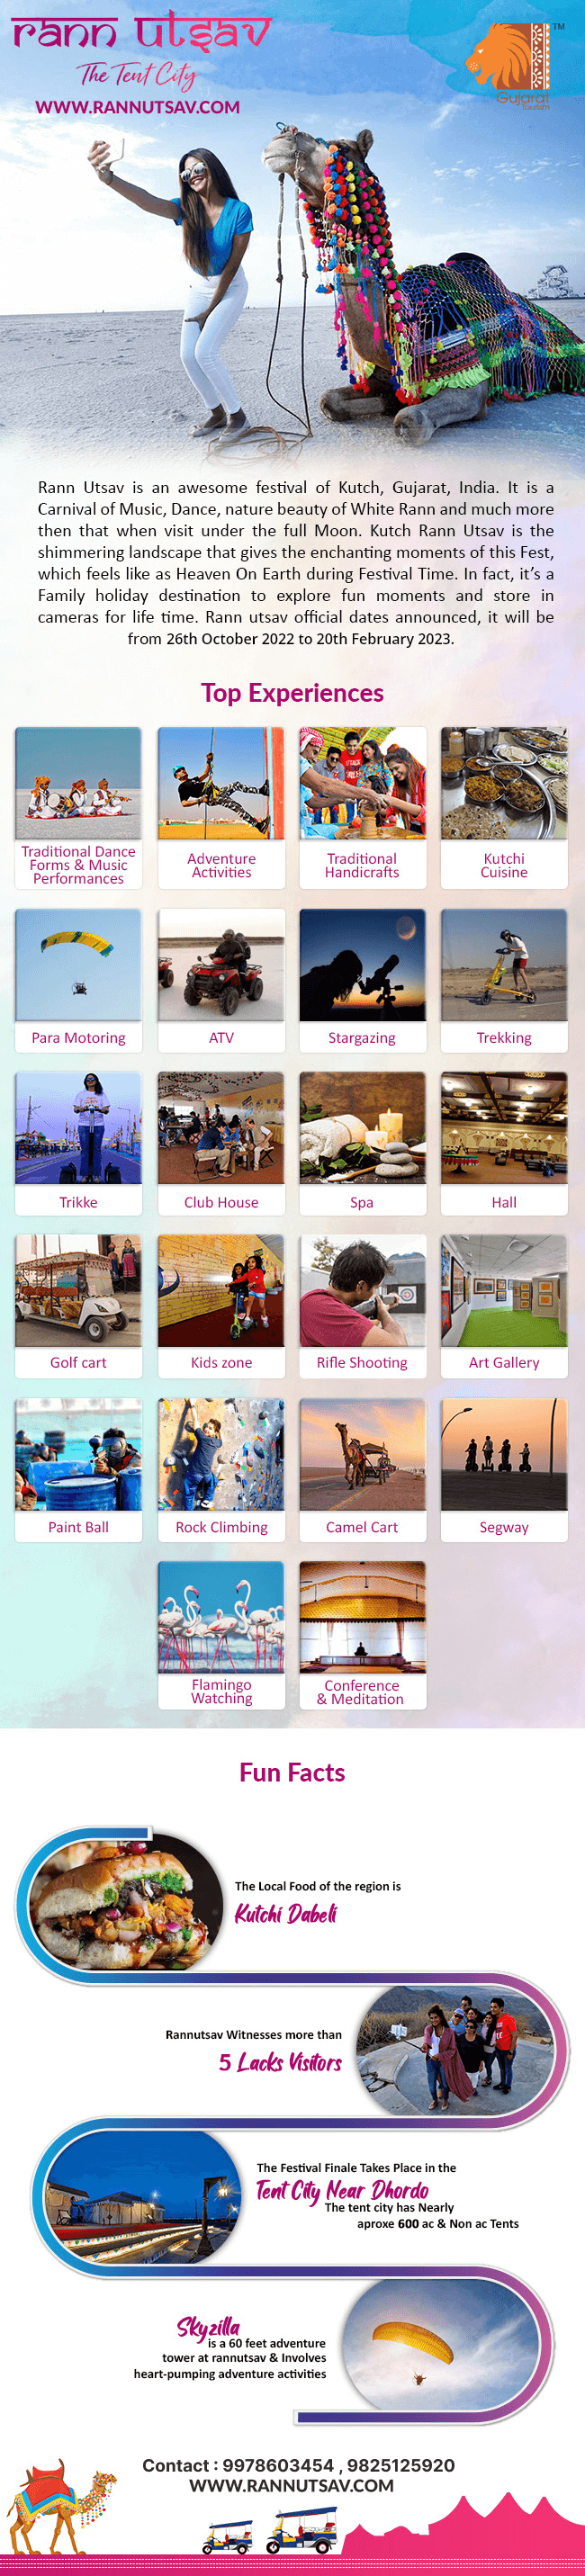 rann utsav
TM
The Tent City
Gujarat
Tourism
WWW.RANNUTSAV.COM
Rann Utsav is an awesome festival of Kutch, Gujarat, India. It is a
Carnival of Music, Dance, nature beauty of White Rann and much more
then that when visit under the full Moon. Kutch Rann Utsav is the
shimmering landscape that gives the enchanting moments of this Fest,
which feels like as Heaven On Earth during Festival Time. In fact, it’s a
Family holiday destination to explore fun moments and store in
cameras for life time. Rann utsav official dates announced, it will be
from 26th October 2022 to 20th February 2023.
Top Experiences
Traditional Dance
Forms & Music
Performances
Adventure
Activities
Traditional
Handicrafts
Kutchi
Cuisine
Para Motoring
ATV
Stargazing
Trekking
Trikke
Club House
Spa
Hall
Golf cart
Kids zone
Rifle Shooting
Art Gallery
Paint Ball
Rock Climbing
Camel Cart
Segway
Flamingo
Watching
Conference
& Meditation
Fun Facts
The Local Food of the region is
Kutchi Dabeli
Rannutsav Witnesses more than
5 Lacks Visitors
The Festival Finale Takes Place in the
Tent City Near Dhordo
The tent city has Nearly
aproxe 600 ac & Non ac Tents
Skyzilla
is a 60 feet adventure
tower at rannutsav & Involves
heart-pumping adventure activities
Contact : 9978603454 , 9825125920
WWW.RANNUTSAV.COM